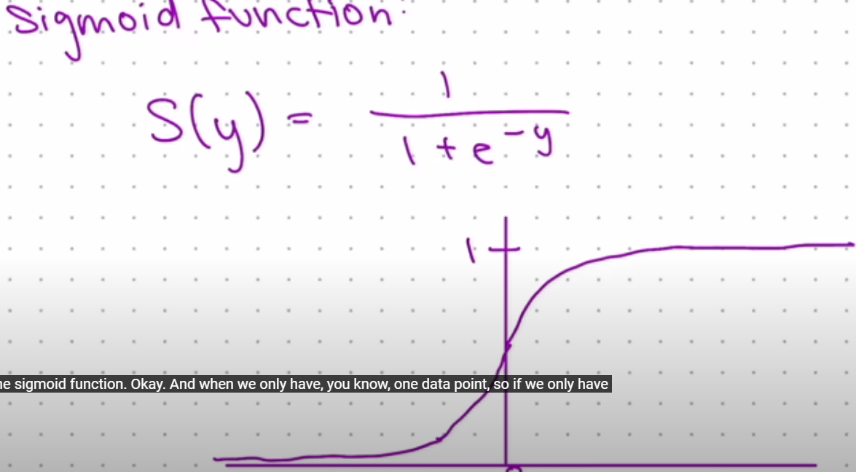 Sigmoid function:
S(y) = 1 / (1 + e^-y)
1
he sigmoid function. Okay. And when we only have, you know, one data point, so if we only have